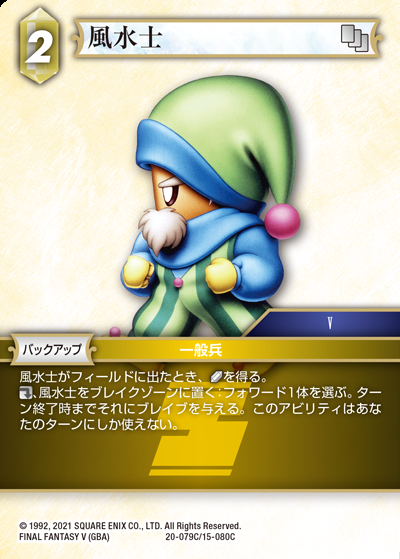 2
風水士
V
バックアップ
一般兵
風水士がフィールドに出たとき、を得る。
、風水士をブレイクゾーンに置く:フォワード1体を選ぶ。ター
ン終了時までそれにブレイブを与える。このアビリティはあな
たのターンにしか使えない。
© 1992, 2021 SQUARE ENIX CO., LTD. All Rights Reserved.
FINAL FANTASY V (GBA)
20-079C/15-080C